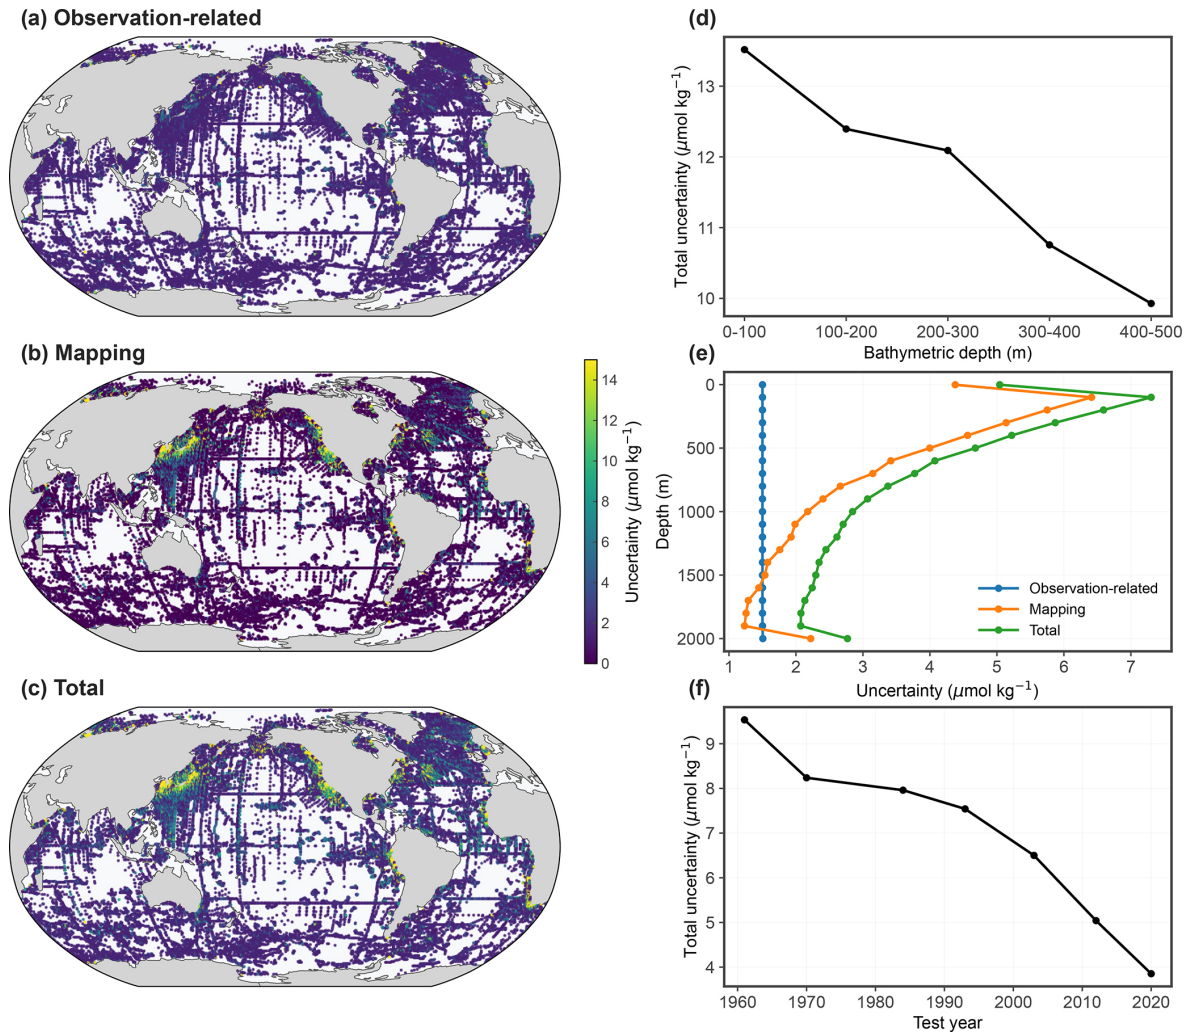 (a) Observation-related
(b) Mapping
(c) Total
14
12
10
8
6
4
2
0
Uncertainty (μmol kg⁻¹)
(d)
13
12
11
10
Total uncertainty (μmol kg⁻¹)
0-100 100-200 200-300 300-400 400-500
Bathymetric depth (m)
(e)
0
500
1000
1500
2000
Depth (m)
Observation-related
Mapping
Total
1 2 3 4 5 6 7
Uncertainty (μmol kg⁻¹)
(f)
9
8
7
6
5
4
Total uncertainty (μmol kg⁻¹)
1960 1970 1980 1990 2000 2010 2020
Test year